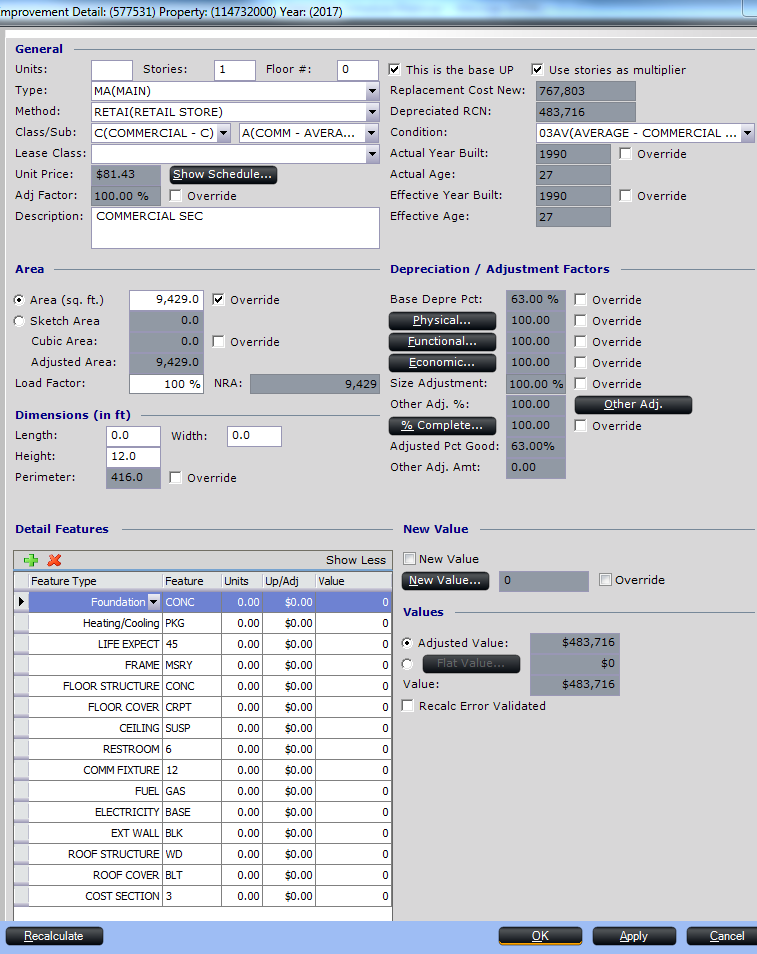 mprovement Detail: (577531) Property: (114732000) Year: (2017)
General
Units: Stories: 1 Floor #: 0
Type: MA(MAIN)
Method: RETAI(RETAIL STORE)
Class/Sub: C(COMMERCIAL - C) A(COMM - AVERA...
Lease Class:
Unit Price: $81.43 Show Schedule...
Adj Factor: 100.00 % Override
Description: COMMERCIAL SEC
This is the base UP Use stories as multiplier
Replacement Cost New: 767,803
Depreciated RCN: 483,716
Condition: 03AV(AVERAGE - COMMERCIAL ...
Actual Year Built: 1990 Override
Actual Age: 27
Effective Year Built: 1990 Override
Effective Age: 27
Area
Area (sq. ft.) 9,429.0 Override
Sketch Area 0.0
Cubic Area: 0.0 Override
Adjusted Area: 9,429.0
Load Factor: 100 % NRA: 9,429
Dimensions (in ft)
Length: 0.0 Width: 0.0
Height: 12.0
Perimeter: 416.0 Override
Depreciation / Adjustment Factors
Base Depre Pct: 63.00 % Override
Physical... 100.00 Override
Functional... 100.00 Override
Economic... 100.00 Override
Size Adjustment: 100.00 % Override
Other Adj. %: 100.00 Other Adj.
% Complete... 100.00 Override
Adjusted Pct Good: 63.00%
Other Adj. Amt: 0.00
Detail Features
Show Less
Feature Type Feature Units Up/Adj Value
Foundation CONC 0.00 $0.00 0
Heating/Cooling PKG 0.00 $0.00 0
LIFE EXPECT 45 0.00 $0.00 0
FRAME MSRY 0.00 $0.00 0
FLOOR STRUCTURE CONC 0.00 $0.00 0
FLOOR COVER CRPT 0.00 $0.00 0
CEILING SUSP 0.00 $0.00 0
RESTROOM 6 0.00 $0.00 0
COMM FIXTURE 12 0.00 $0.00 0
FUEL GAS 0.00 $0.00 0
ELECTRICITY BASE 0.00 $0.00 0
EXT WALL BLK 0.00 $0.00 0
ROOF STRUCTURE WD 0.00 $0.00 0
ROOF COVER BLT 0.00 $0.00 0
COST SECTION 3 0.00 $0.00 0
New Value
New Value
New Value... 0 Override
Values
Adjusted Value: $483,716
Flat Value... $0
Value: $483,716
Recalc Error Validated
Recalculate OK Apply Cancel